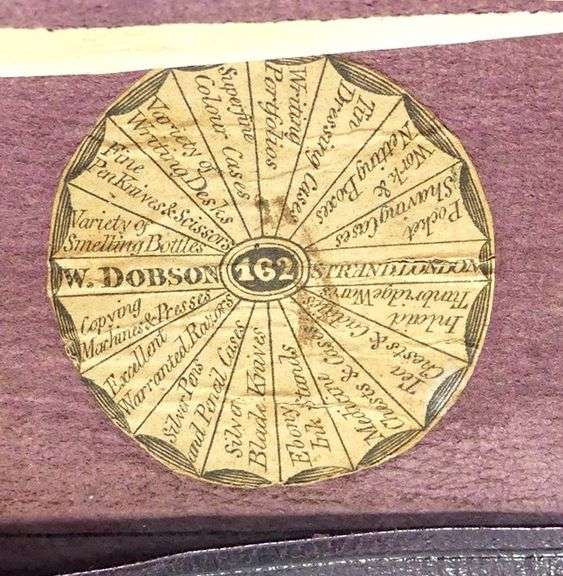 W. DOBSON
162
STRAND LONDON
Variety of
Smelling Bottles
Fine
Pen Knives & Scissors
Variety of
Writing Desks
Superfine
Colour Cases
Writing
Portfolios
Tin
Dressing Cases
Work &
Netting Boxes
Pocket
Shaving Cases
Tunbridge Ware
Inlaid
Tea
Chests & Caddies
Medicine
Chests & Cases
Ebony
Ink Stands
Silver
Blade Knives
Silver Pens
and Pencil Cases
Excellent
Warranted Razors
Copying
Machines & Presses